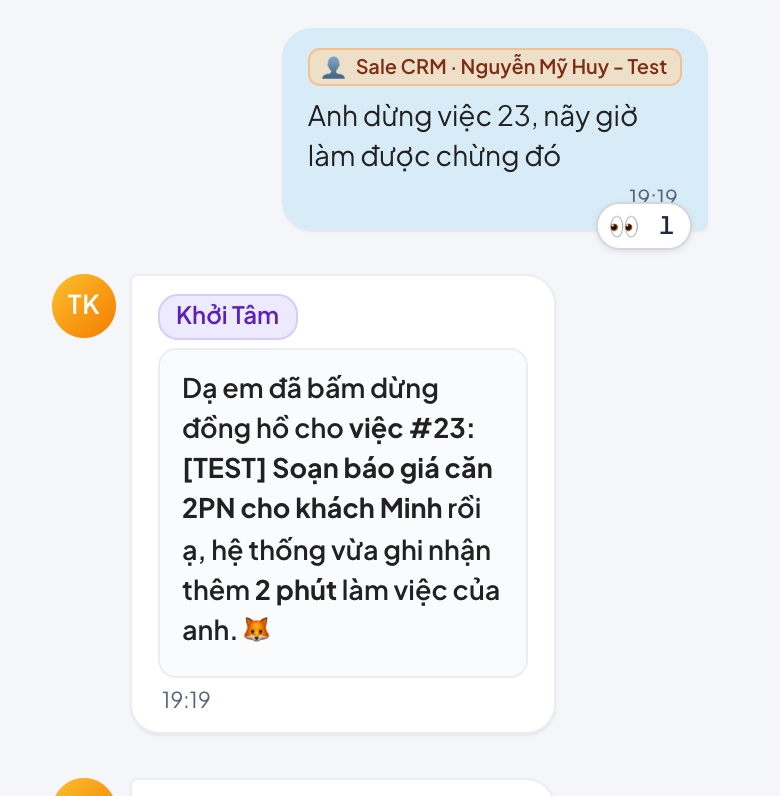 Sale CRM · Nguyễn Mỹ Huy - Test
Anh dừng việc 23, nãy giờ
làm được chừng đó
19:19
👀 1
TK
Khởi Tâm
Dạ em đã bấm dừng
đồng hồ cho việc #23:
[TEST] Soạn báo giá căn
2PN cho khách Minh rồi
ạ, hệ thống vừa ghi nhận
thêm 2 phút làm việc của
anh. 🦊
19:19